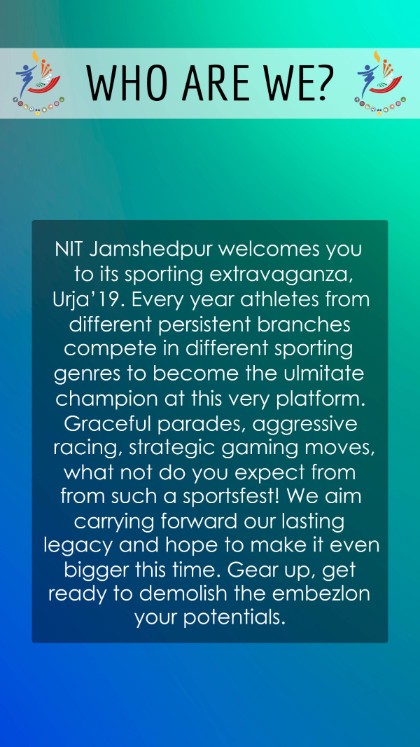 WHO ARE WE?
NIT Jamshedpur welcomes you
to its sporting extravaganza,
Urja'19. Every year athletes from
different persistent branches
compete in different sporting
genres to become the ulmitate
champion at this very platform.
Graceful parades, aggressive
racing, strategic gaming moves,
what not do you expect from
from such a sportsfest! We aim
carrying forward our lasting
legacy and hope to make it even
bigger this time. Gear up, get
ready to demolish the embezlon
your potentials.